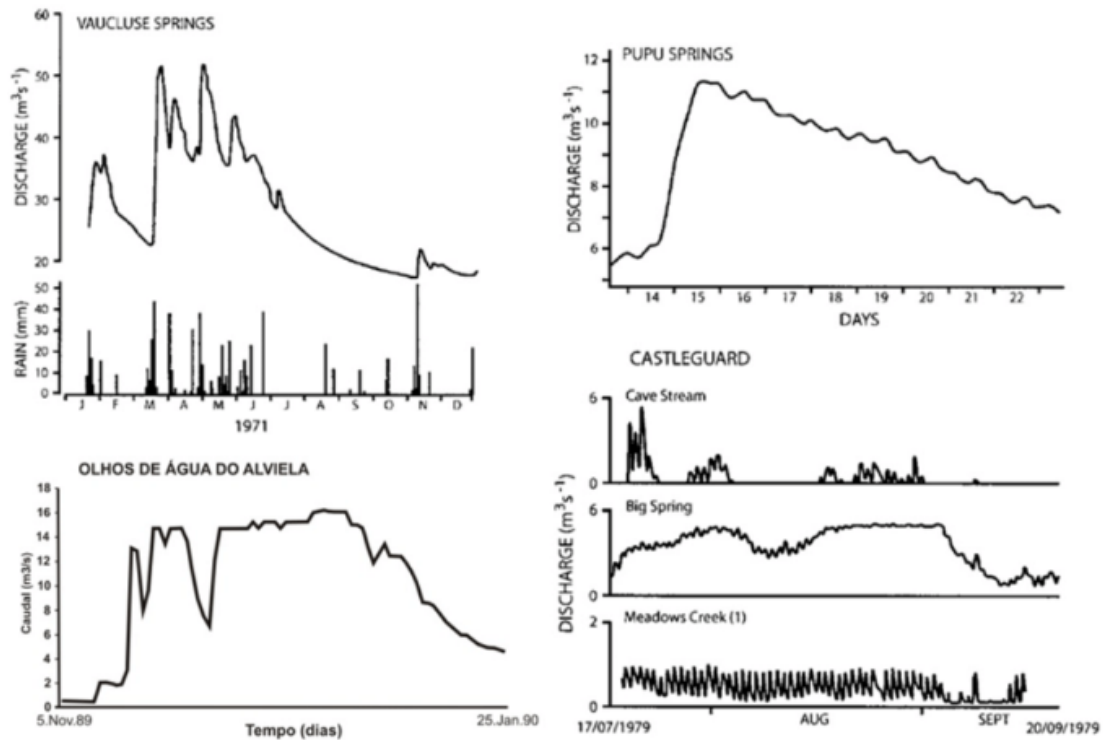 VAUCLUSE SPRINGS
60
50
40
30
20
DISCHARGE (m³s⁻¹)
50
40
30
20
10
0
RAIN (mm)
J F M A M J J A S O N D
1971
PUPU SPRINGS
12
10
8
6
DISCHARGE (m³s⁻¹)
14 15 16 17 18 19 20 21 22
DAYS
OLHOS DE ÁGUA DO ALVIELA
18
16
14
12
10
8
6
4
2
0
Caudal (m3/s)
5.Nov.89 25.Jan.90
Tempo (dias)
CASTLEGUARD
Cave Stream
6
0
Big Spring
6
0
DISCHARGE (m³s⁻¹)
Meadows Creek (1)
2
0
17/07/1979 AUG SEPT 20/09/1979